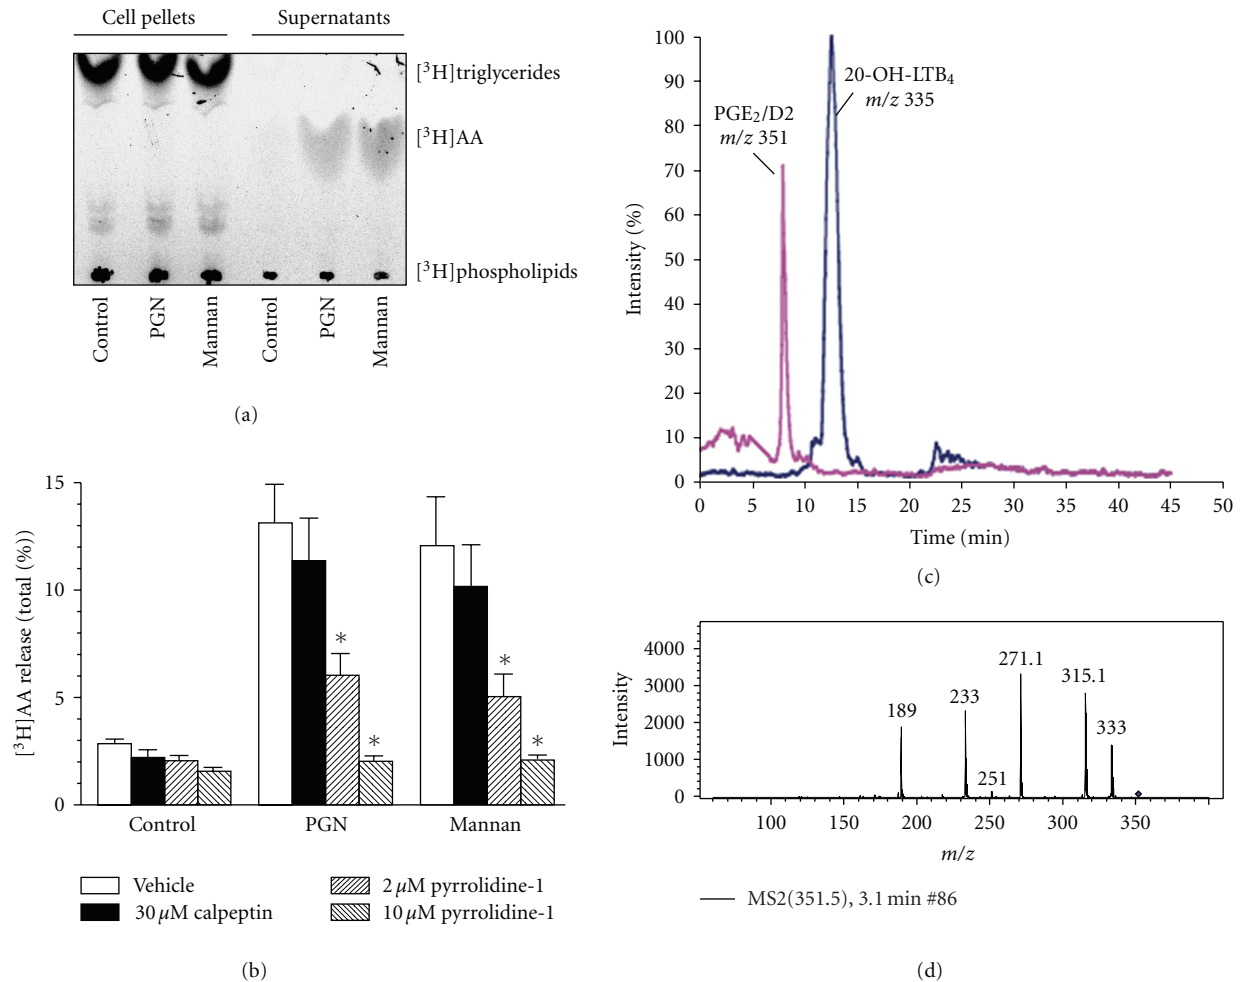 Cell pellets
Supernatants
[³H]triglycerides
[³H]AA
[³H]phospholipids
Control
PGN
Mannan
Control
PGN
Mannan
(a)
[³H]AA release (total (%))
15
10
5
0
Control
PGN
Mannan
*
*
*
*
Vehicle
30 μM calpeptin
2 μM pyrrolidine-1
10 μM pyrrolidine-1
(b)
Intensity (%)
100
90
80
70
60
50
40
30
20
10
0
PGE₂/D2
m/z 351
20-OH-LTB₄
m/z 335
0 5 10 15 20 25 30 35 40 45 50
Time (min)
(c)
Intensity
4000
3000
2000
1000
0
189
233
251
271.1
315.1
333
100 150 200 250 300 350
m/z
MS2(351.5), 3.1 min #86
(d)